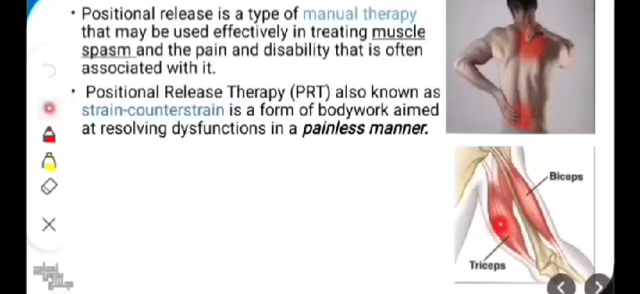 • Positional release is a type of manual therapy
that may be used effectively in treating muscle
spasm and the pain and disability that is often
associated with it.
• Positional Release Therapy (PRT) also known as
strain-counterstrain is a form of bodywork aimed
at resolving dysfunctions in a painless manner.
Biceps
Triceps